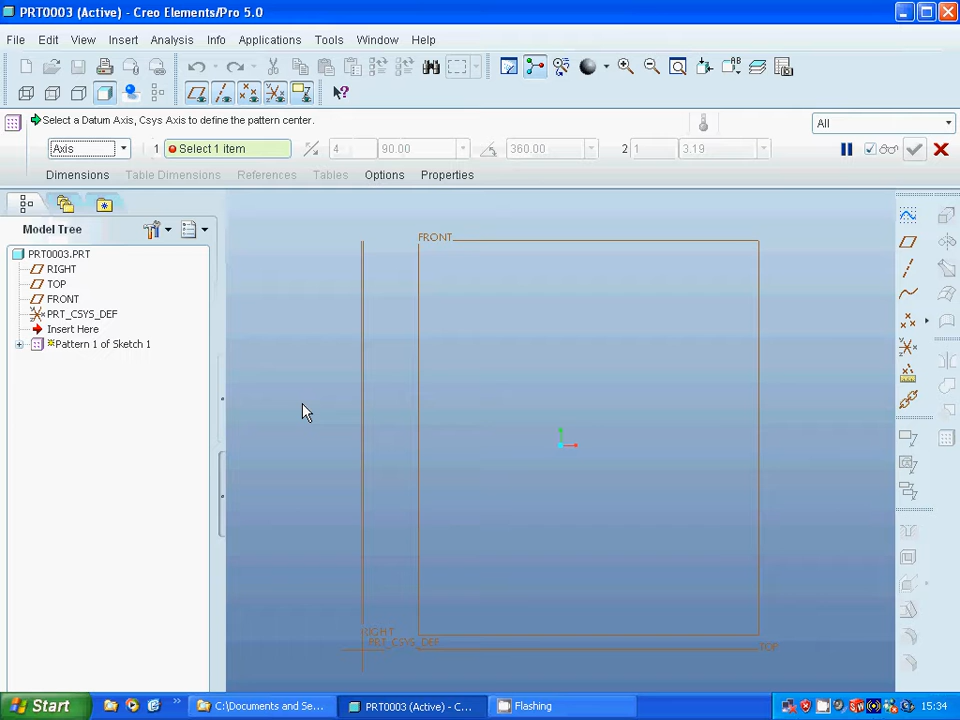 PRT0003 (Active) - Creo Elements/Pro 5.0
File Edit View Insert Analysis Info Applications Tools Window Help
Select a Datum Axis, Csys Axis to define the pattern center.
All
Axis 1 Select 1 item 4 90.00 360.00 2 1 3.19
Dimensions Table Dimensions References Tables Options Properties
Model Tree
PRT0003.PRT
RIGHT
TOP
FRONT
PRT_CSYS_DEF
Insert Here
Pattern 1 of Sketch 1
FRONT
RIGHT
PRT_CSYS_DEF
TOP
Start C:\Documents and Se... PRT0003 (Active) - C... Flashing 15:34